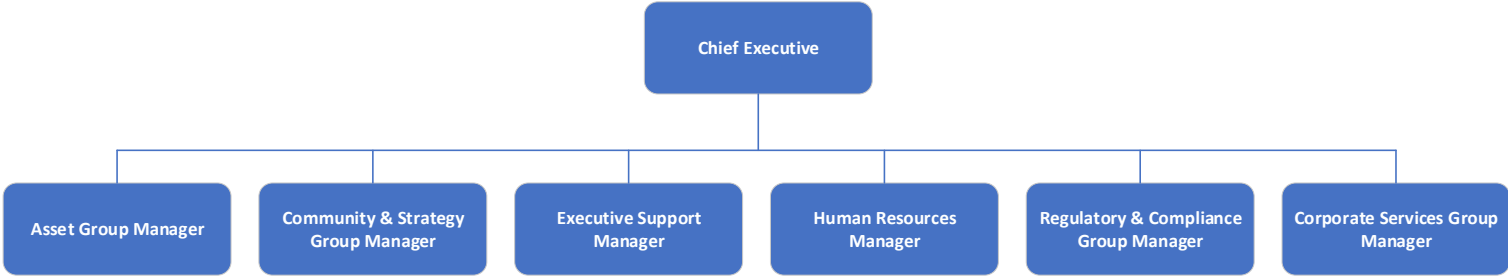 Chief Executive
Asset Group Manager
Community & Strategy
Group Manager
Executive Support
Manager
Human Resources
Manager
Regulatory & Compliance
Group Manager
Corporate Services Group
Manager